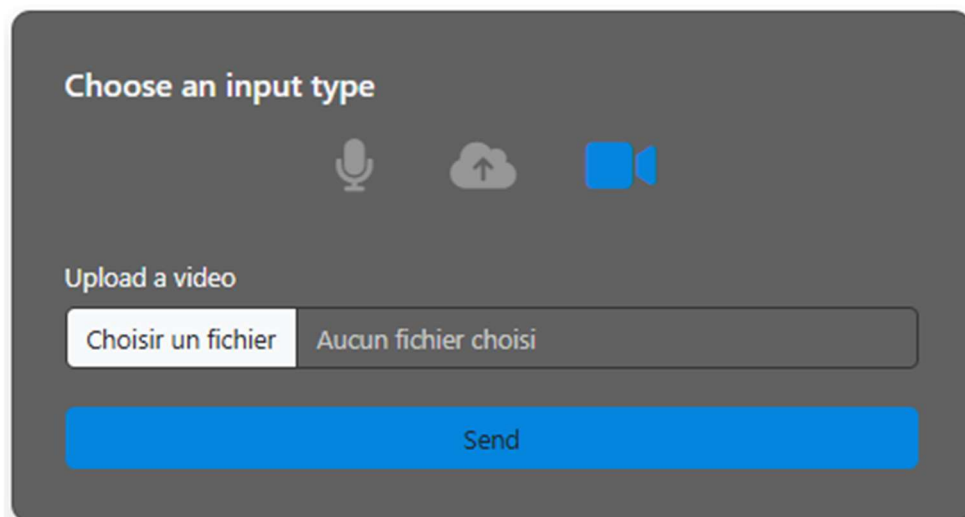 Choose an input type
Upload a video
Choisir un fichier Aucun fichier choisi
Send